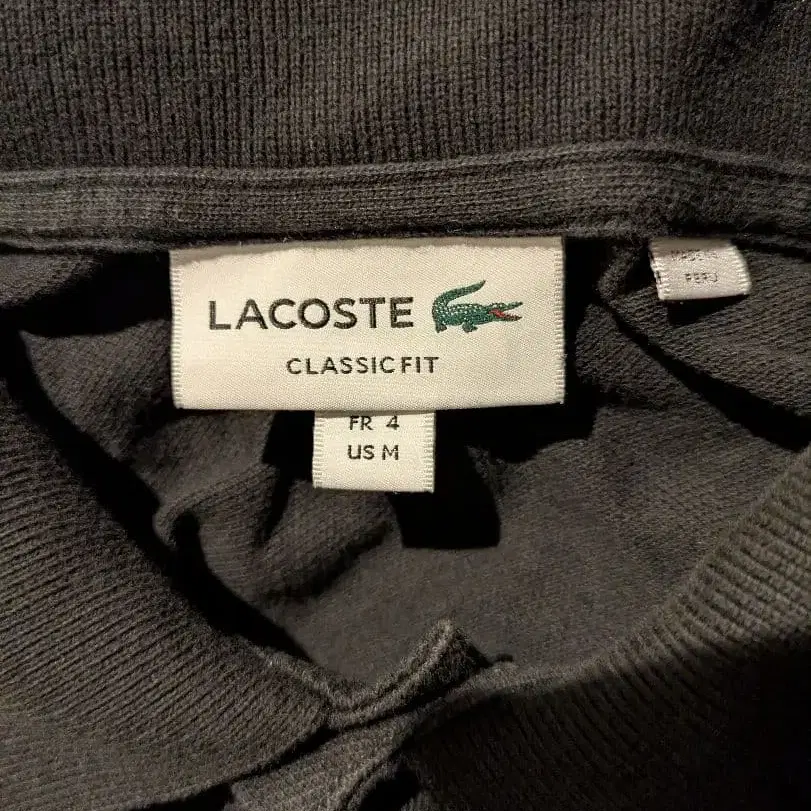 LACOSTE
CLASSIC FIT
FR 4
US M
MADE IN
PERU